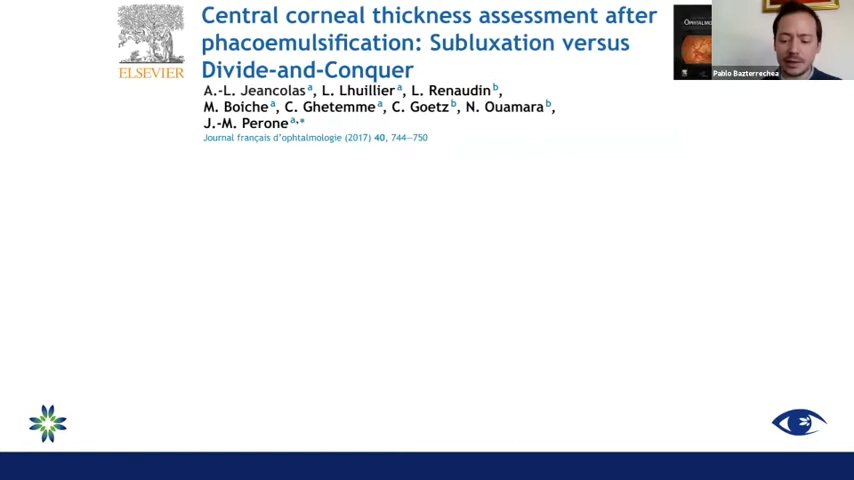 Central corneal thickness assessment after
phacoemulsification: Subluxation versus
Divide-and-Conquer
ELSEVIER
A.-L. Jeancolas a, L. Lhuillier a, L. Renaudin b,
M. Boiche a, C. Ghetemme a, C. Goetz b, N. Ouamara b,
J.-M. Perone a,*
Journal français d'ophtalmologie (2017) 40, 744—750
Pablo Bazterrechea